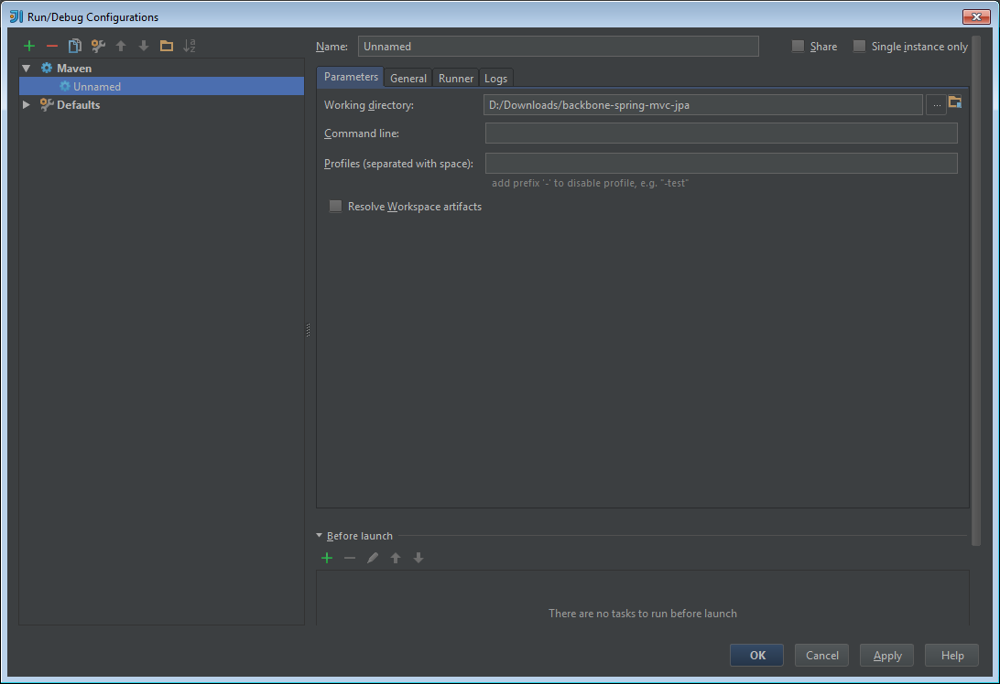 Run/Debug Configurations
Name: Unnamed Share Single instance only
Maven
Unnamed
Defaults
Parameters General Runner Logs
Working directory: D:/Downloads/backbone-spring-mvc-jpa ...
Command line:
Profiles (separated with space):
add prefix '-' to disable profile, e.g. "-test"
Resolve Workspace artifacts
Before launch
There are no tasks to run before launch
OK Cancel Apply Help